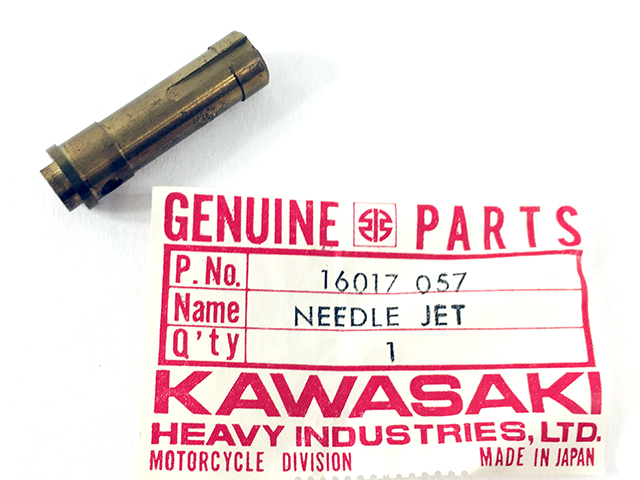 GENUINE PARTS
P.No. 16017 057
Name NEEDLE JET
Q'ty 1
KAWASAKI
HEAVY INDUSTRIES, LTD.
MOTORCYCLE DIVISION MADE IN JAPAN